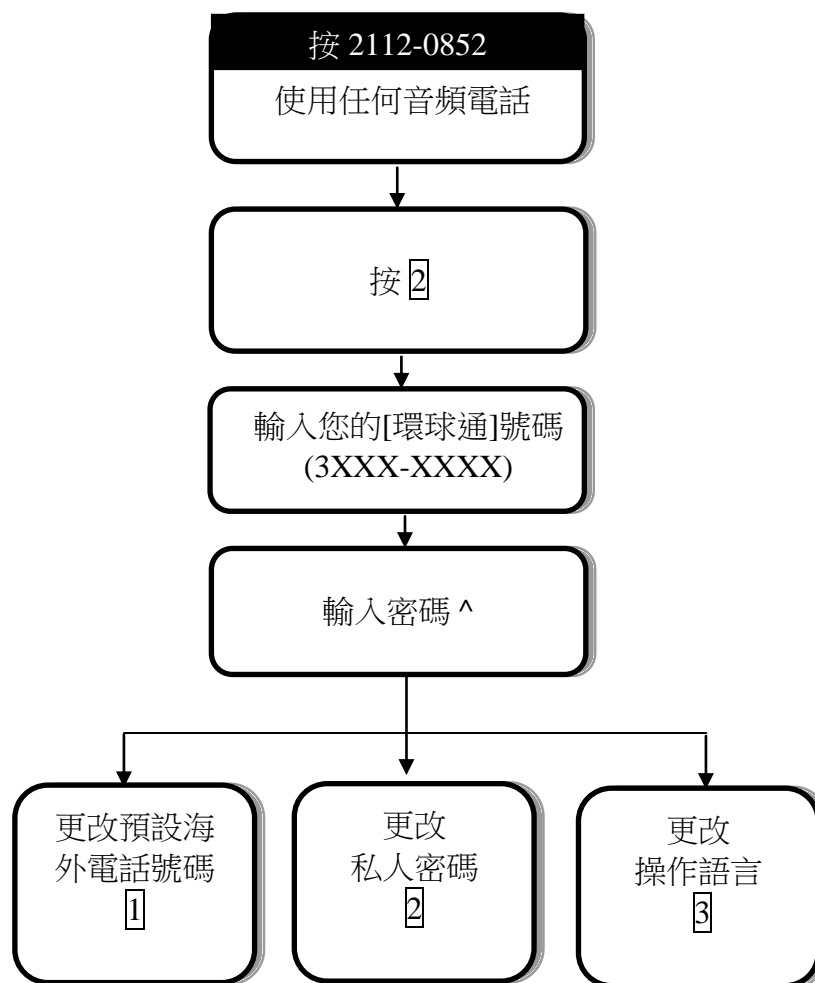 按 2112-0852
使用任何音頻電話
按 2
輸入您的[環球通]號碼
(3XXX-XXXX)
輸入密碼 ^
更改預設海
外電話號碼
1
更改
私人密碼
2
更改
操作語言
3